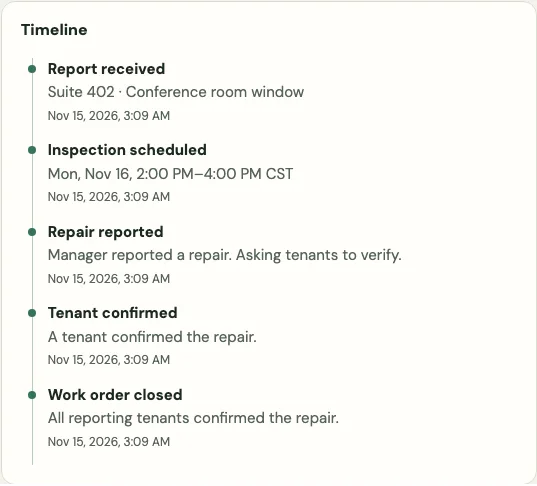 Timeline
Report received
Suite 402 · Conference room window
Nov 15, 2026, 3:09 AM
Inspection scheduled
Mon, Nov 16, 2:00 PM–4:00 PM CST
Nov 15, 2026, 3:09 AM
Repair reported
Manager reported a repair. Asking tenants to verify.
Nov 15, 2026, 3:09 AM
Tenant confirmed
A tenant confirmed the repair.
Nov 15, 2026, 3:09 AM
Work order closed
All reporting tenants confirmed the repair.
Nov 15, 2026, 3:09 AM